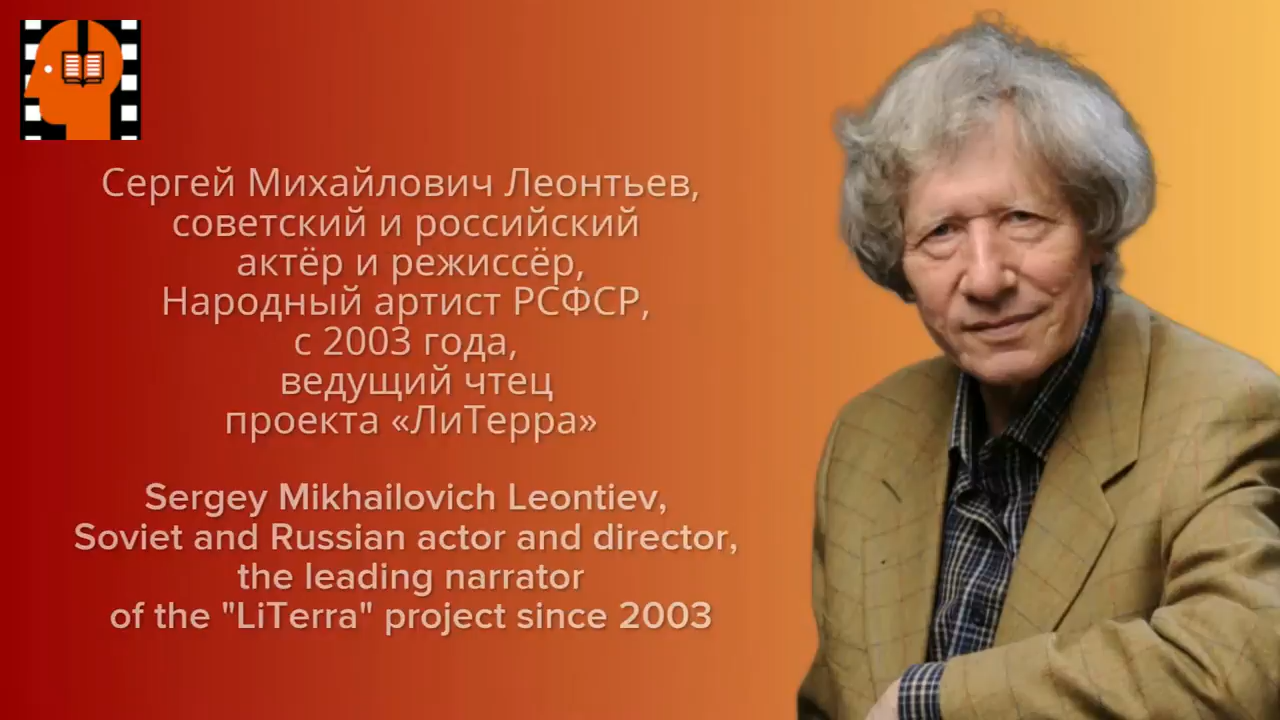 Сергей Михайлович Леонтьев,
советский и российский
актёр и режиссёр,
Народный артист РСФСР,
с 2003 года,
ведущий чтец
проекта «ЛиТерра»
Sergey Mikhailovich Leontiev,
Soviet and Russian actor and director,
the leading narrator
of the "LiTerra" project since 2003